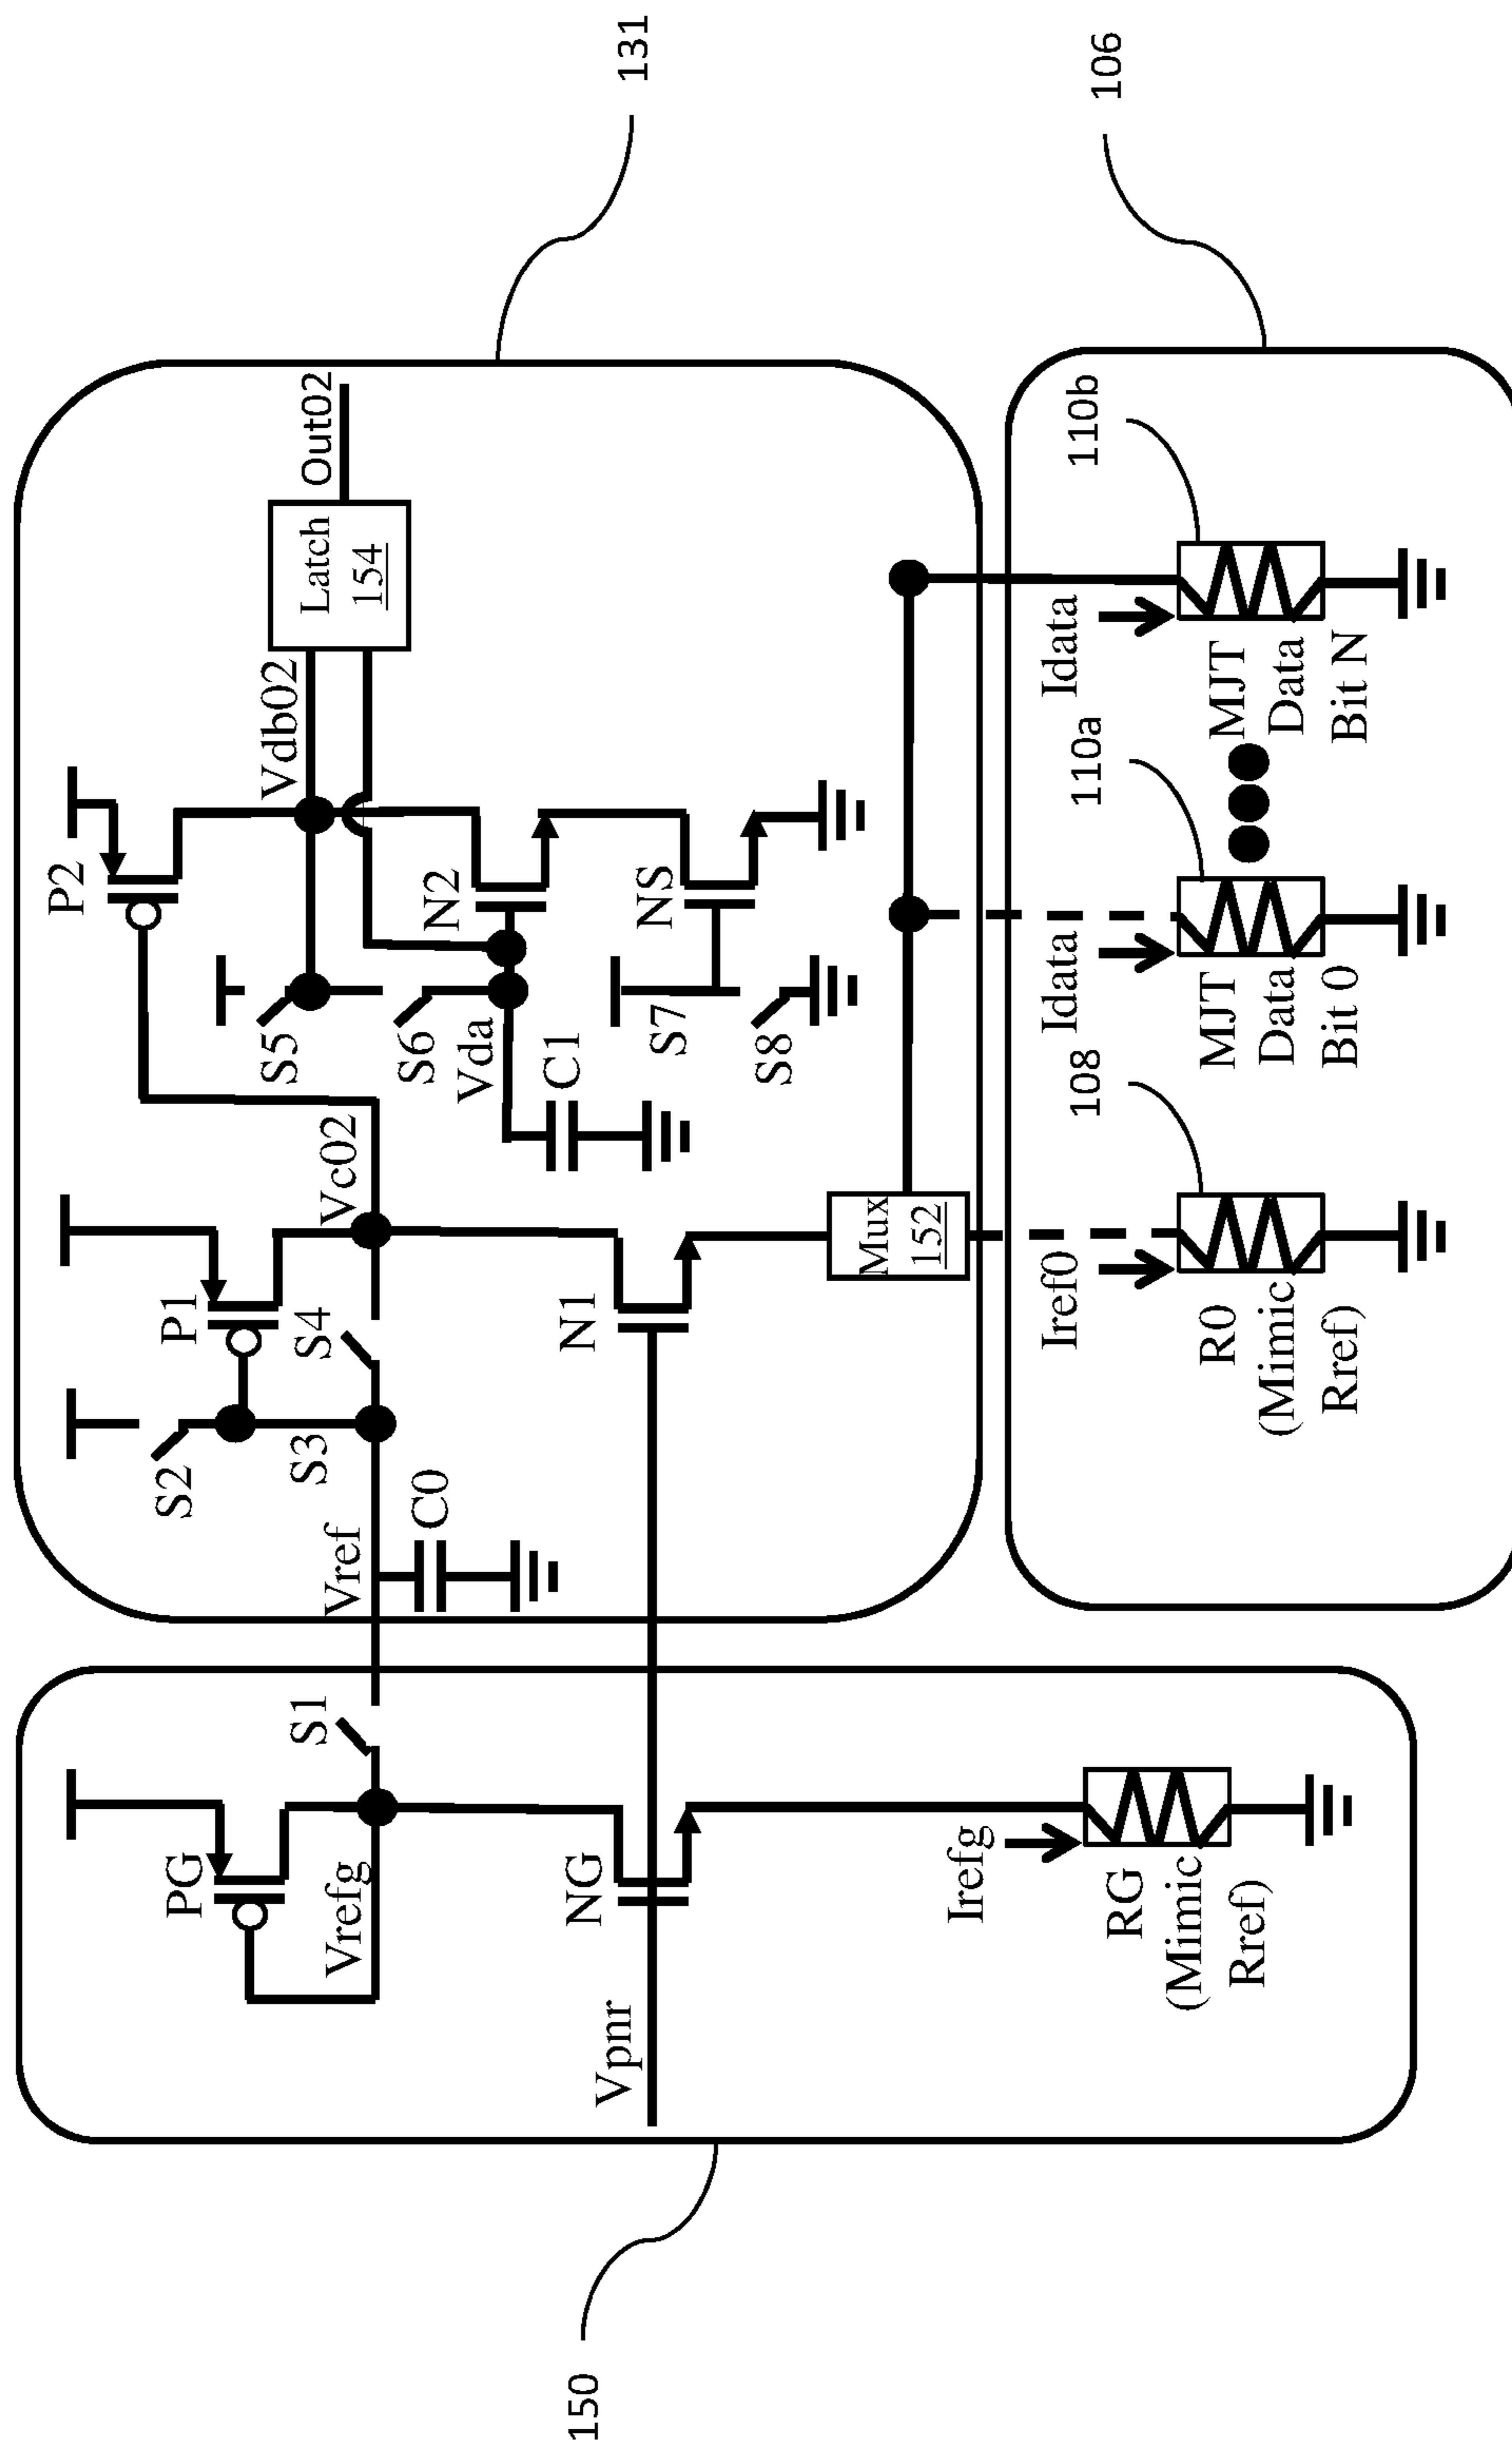 131
106
150
P2
Vdb02
Latch
154
Out02
N2
NS
S5
S6
Vda
C1
S7
S8
P1
S2
S3
S4
Vc02
Vref
C0
N1
Mux
152
PG
Vrefg
S1
NG
Vpnr
Irefg
RG
(Mimic
Rref)
Iref0
108
R0
(Mimic
Rref)
Idata
110a
MJT
Data
Bit 0
Idata
110b
MJT
Data
Bit N